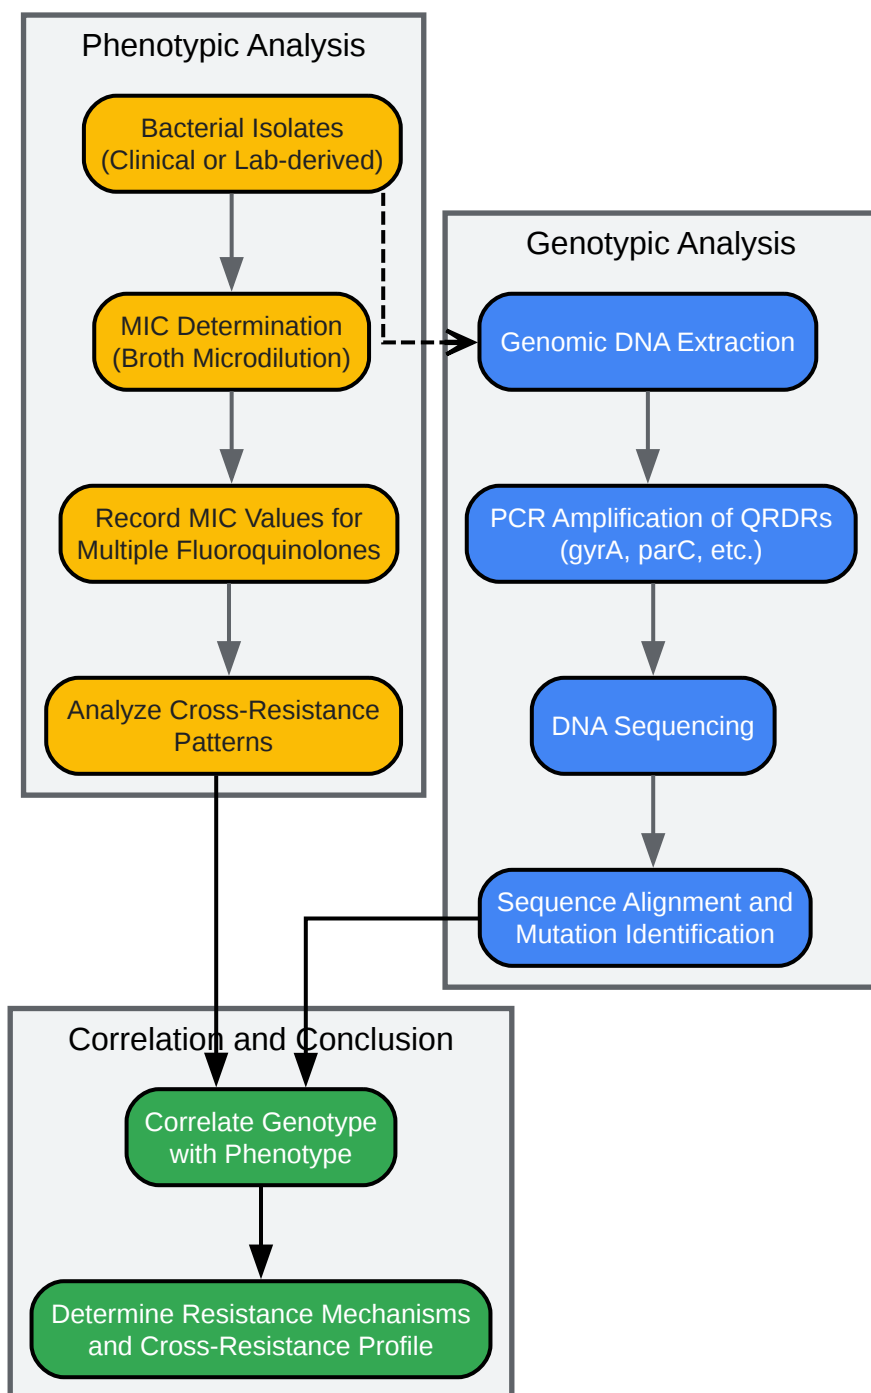 Phenotypic Analysis
Bacterial Isolates
(Clinical or Lab-derived)
MIC Determination
(Broth Microdilution)
Record MIC Values for
Multiple Fluoroquinolones
Analyze Cross-Resistance
Patterns
Genotypic Analysis
Genomic DNA Extraction
PCR Amplification of QRDRs
(gyrA, parC, etc.)
DNA Sequencing
Sequence Alignment and
Mutation Identification
Correlation and Conclusion
Correlate Genotype
with Phenotype
Determine Resistance Mechanisms
and Cross-Resistance Profile